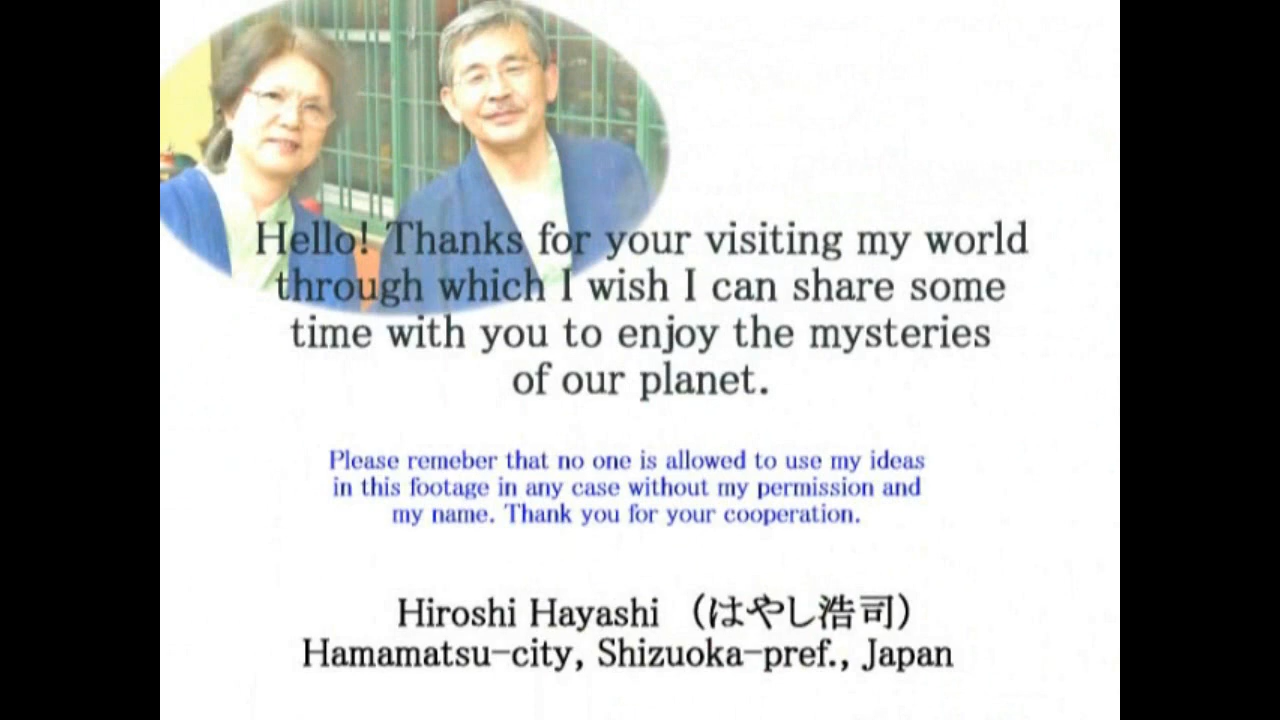 Hello! Thanks for your visiting my world
through which I wish I can share some
time with you to enjoy the mysteries
of our planet.
Please remeber that no one is allowed to use my ideas
in this footage in any case without my permission and
my name. Thank you for your cooperation.
Hiroshi Hayashi （はやし浩司）
Hamamatsu-city, Shizuoka-pref., Japan